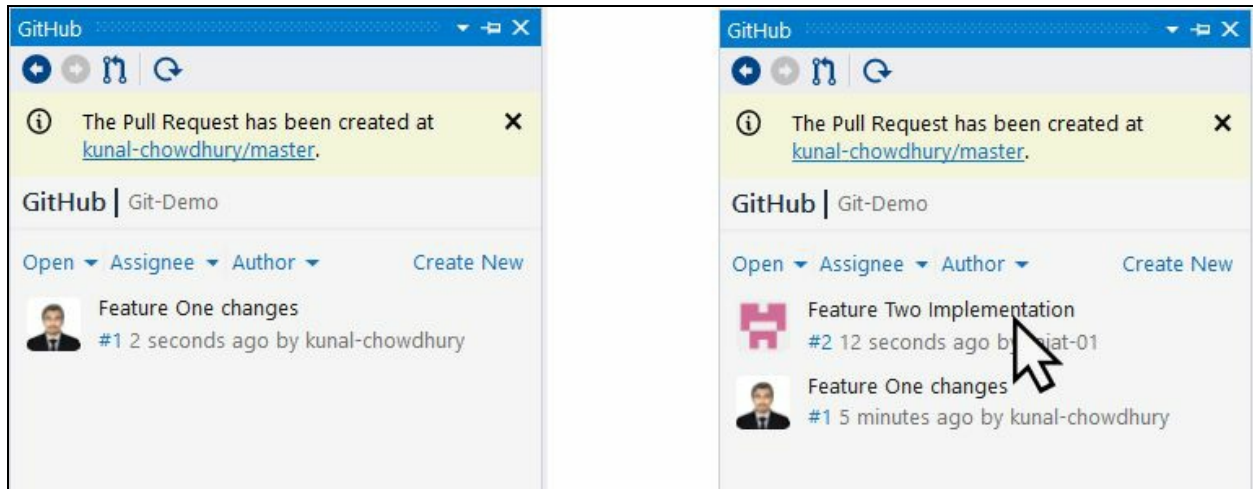 GitHub
The Pull Request has been created at
kunal-chowdhury/master.
GitHub | Git-Demo
Open Assignee Author Create New
Feature One changes
#1 2 seconds ago by kunal-chowdhury
GitHub
The Pull Request has been created at
kunal-chowdhury/master.
GitHub | Git-Demo
Open Assignee Author Create New
Feature Two Implementation
#2 12 seconds ago by
Feature One changes
#1 5 minutes ago by kunal-chowdhury